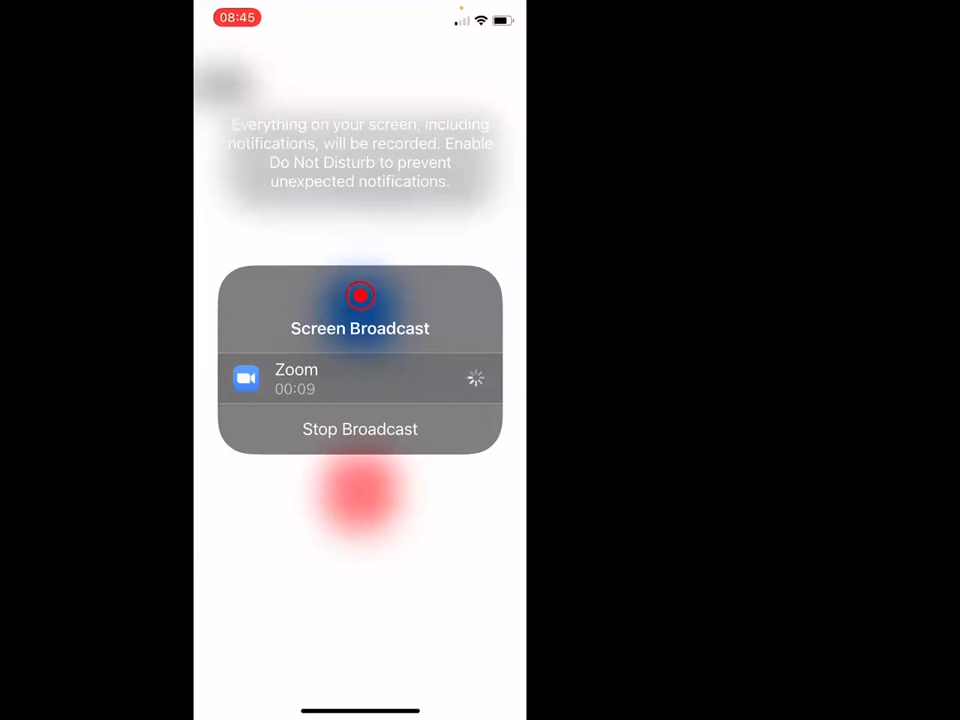 08:45
Everything on your screen, including
notifications, will be recorded. Enable
Do Not Disturb to prevent
unexpected notifications.
Screen Broadcast
Zoom
00:09
Stop Broadcast